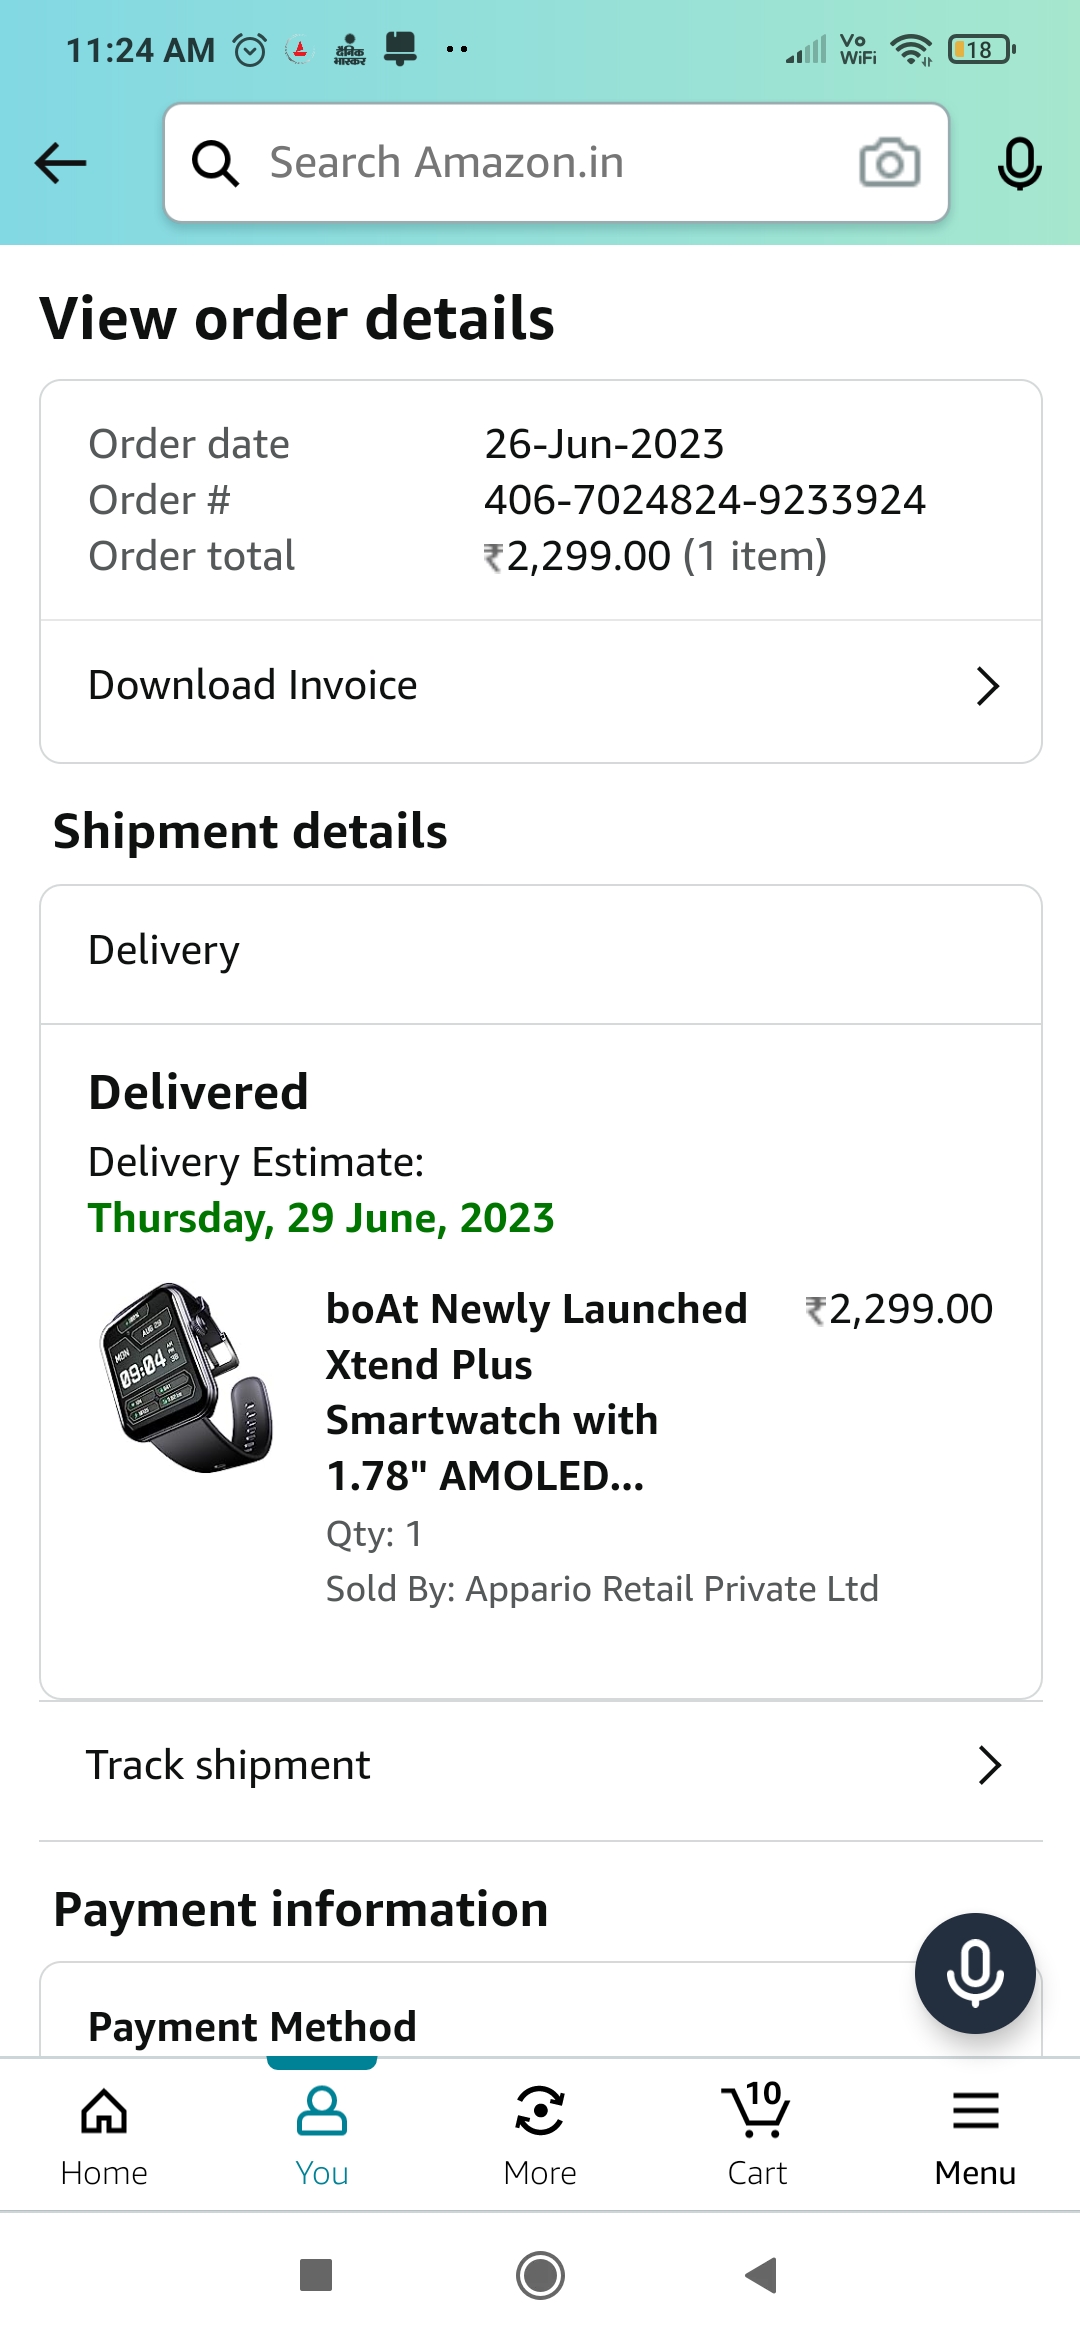 11:24 AM
दैनिक
भास्कर
Vo
WiFi
18
Search Amazon.in
View order details
Order date 26-Jun-2023
Order # 406-7024824-9233924
Order total ₹2,299.00 (1 item)
Download Invoice
Shipment details
Delivery
Delivered
Delivery Estimate:
Thursday, 29 June, 2023
boAt Newly Launched ₹2,299.00
Xtend Plus
Smartwatch with
1.78" AMOLED...
Qty: 1
Sold By: Appario Retail Private Ltd
AUG 29
MON
09:04
Track shipment
Payment information
Payment Method
10
Home You More Cart Menu